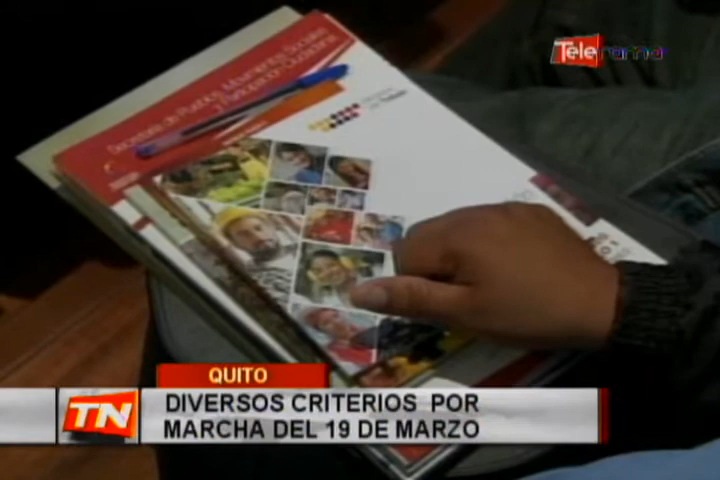 Telerama
Secretaría de Pueblos, Movimientos Sociales
y Participación Ciudadana
QUITO
TN
DIVERSOS CRITERIOS POR
MARCHA DEL 19 DE MARZO